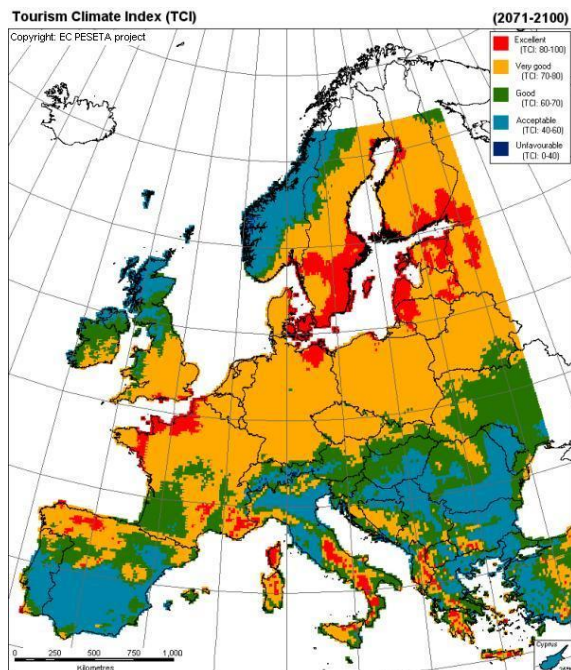 Tourism Climate Index (TCI) (2071-2100)
Copyright: EC PESETA project
Excellent
(TCI: 80-100)
Very good
(TCI: 70-80)
Good
(TCI: 60-70)
Acceptable
(TCI: 40-60)
Unfavourable
(TCI: 0-40)
Cyprus
0 250 500 750 1,000
Kilometres